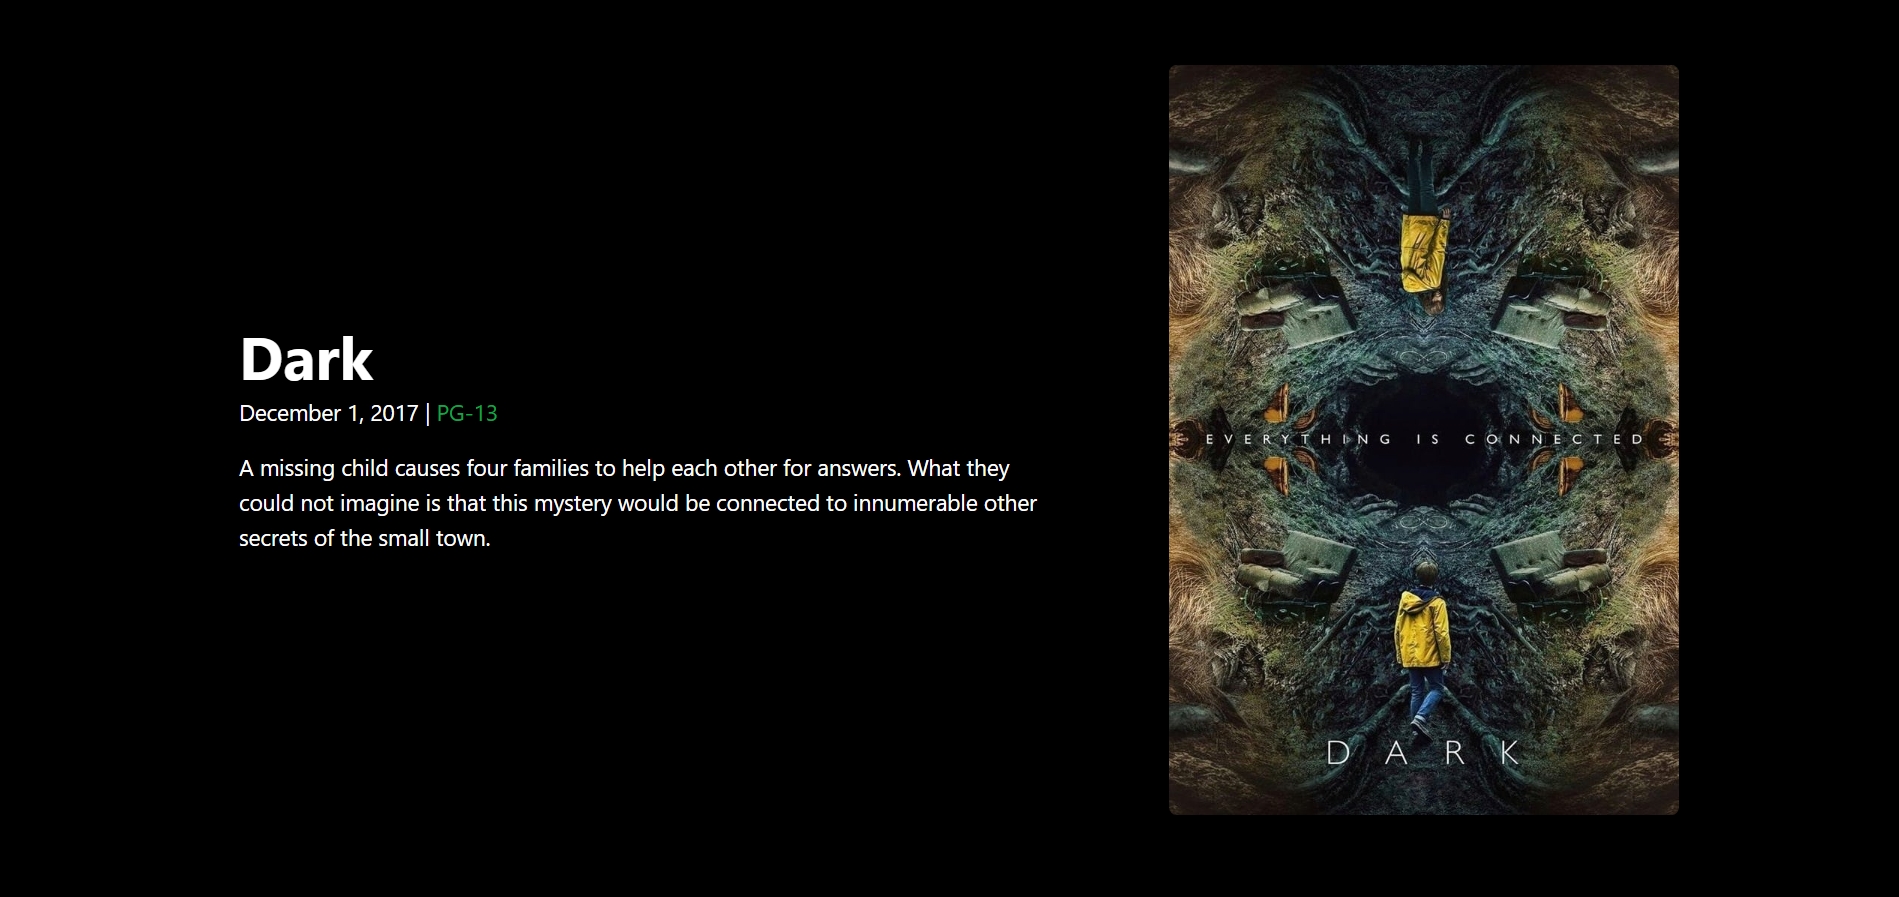 Dark
December 1, 2017 | PG-13
A missing child causes four families to help each other for answers. What they
could not imagine is that this mystery would be connected to innumerable other
secrets of the small town.
EVERYTHING IS CONNECTED
DARK